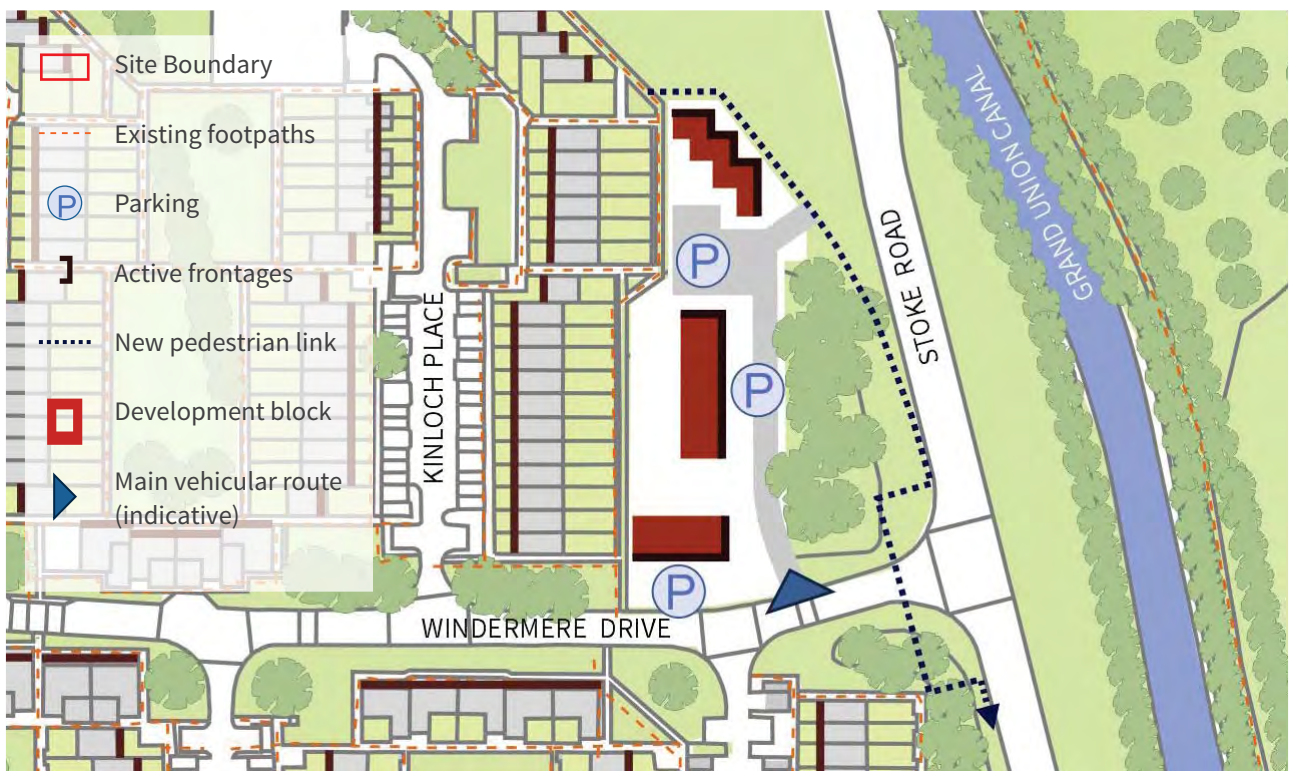 Site Boundary
Existing footpaths
P
Parking
Active frontages
New pedestrian link
Development block
Main vehicular route
(indicative)
KINLOCH PLACE
P
P
P
WINDERMERE DRIVE
STOKE ROAD
GRAND UNION CANAL